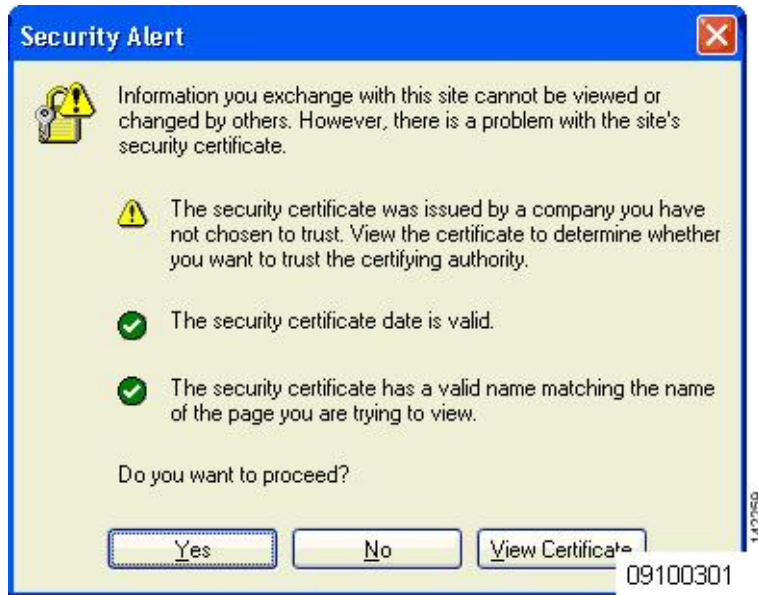 Security Alert
Information you exchange with this site cannot be viewed or
changed by others. However, there is a problem with the site's
security certificate.
The security certificate was issued by a company you have
not chosen to trust. View the certificate to determine whether
you want to trust the certifying authority.
The security certificate date is valid.
The security certificate has a valid name matching the name
of the page you are trying to view.
Do you want to proceed?
Yes No View Certificate
142259
09100301